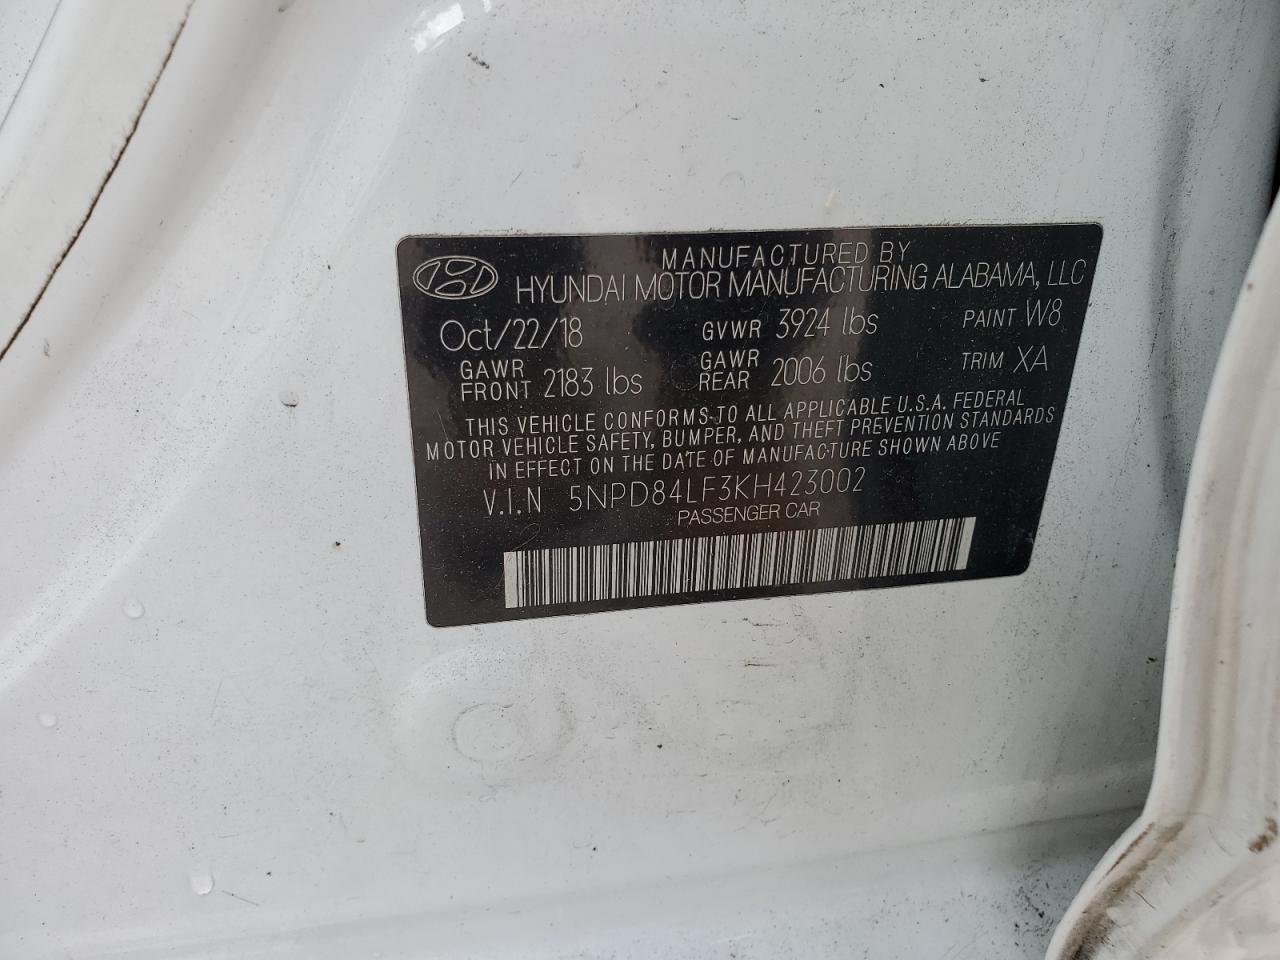 MANUFACTURED BY
HYUNDAI MOTOR MANUFACTURING ALABAMA, LLC
Oct/22/18 GVWR 3924 lbs PAINT W8
GAWR FRONT 2183 lbs GAWR REAR 2006 lbs TRIM XA
THIS VEHICLE CONFORMS TO ALL APPLICABLE U.S.A. FEDERAL
MOTOR VEHICLE SAFETY, BUMPER, AND THEFT PREVENTION STANDARDS
IN EFFECT ON THE DATE OF MANUFACTURE SHOWN ABOVE
V.I.N 5NPD84LF3KH423002
PASSENGER CAR